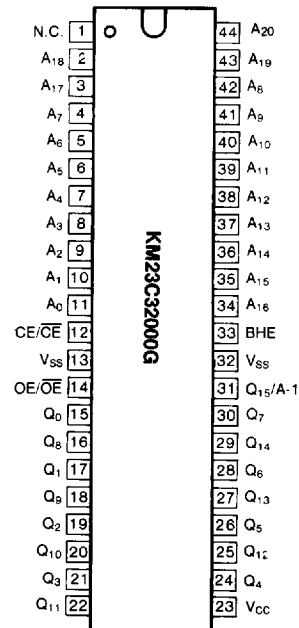 N.C. 1 44 A20
A18 2 43 A19
A17 3 42 A8
A7 4 41 A9
A6 5 40 A10
A5 6 39 A11
A4 7 38 A12
A3 8 37 A13
A2 9 36 A14
A1 10 35 A15
A0 11 34 A16
CE/C̅E̅ 12 33 BHE
VSS 13 32 VSS
OE/O̅E̅ 14 31 Q15/A-1
Q0 15 30 Q7
Q8 16 29 Q14
Q1 17 28 Q6
Q9 18 27 Q13
Q2 19 26 Q5
Q10 20 25 Q12
Q3 21 24 Q4
Q11 22 23 VCC
KM23C32000G